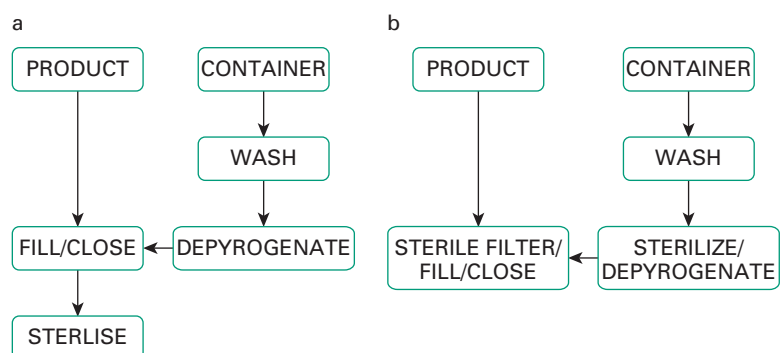 a
PRODUCT
CONTAINER
WASH
FILL/CLOSE
DEPYROGENATE
STERLISE
b
PRODUCT
CONTAINER
WASH
STERILE FILTER/
FILL/CLOSE
STERILIZE/
DEPYROGENATE